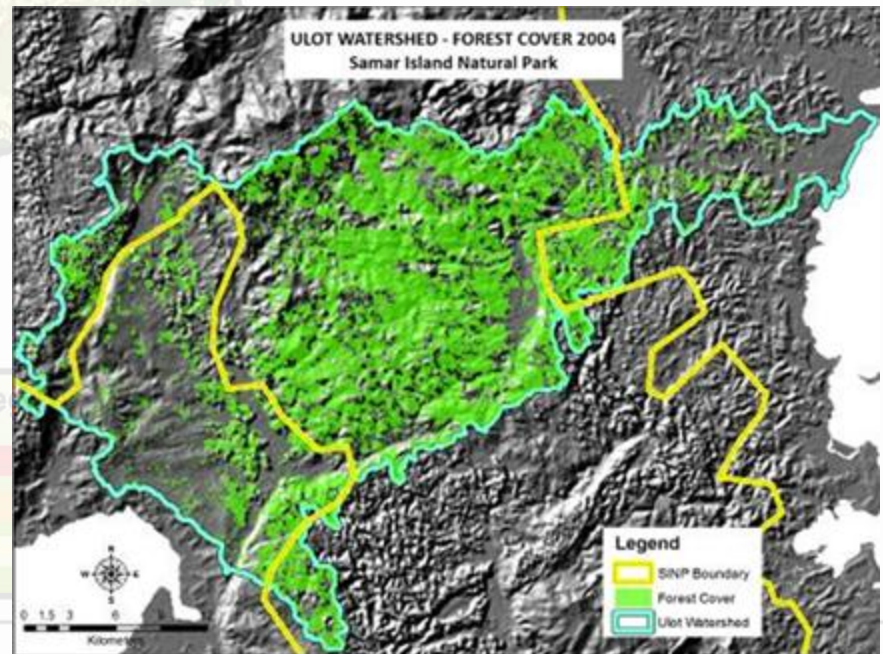 ULOT WATERSHED - FOREST COVER 2004
Samar Island Natural Park
Legend
SINP Boundary
Forest Cover
Ulot Watershed
N
W E
S
0 1.5 3 6 9
Kilometers